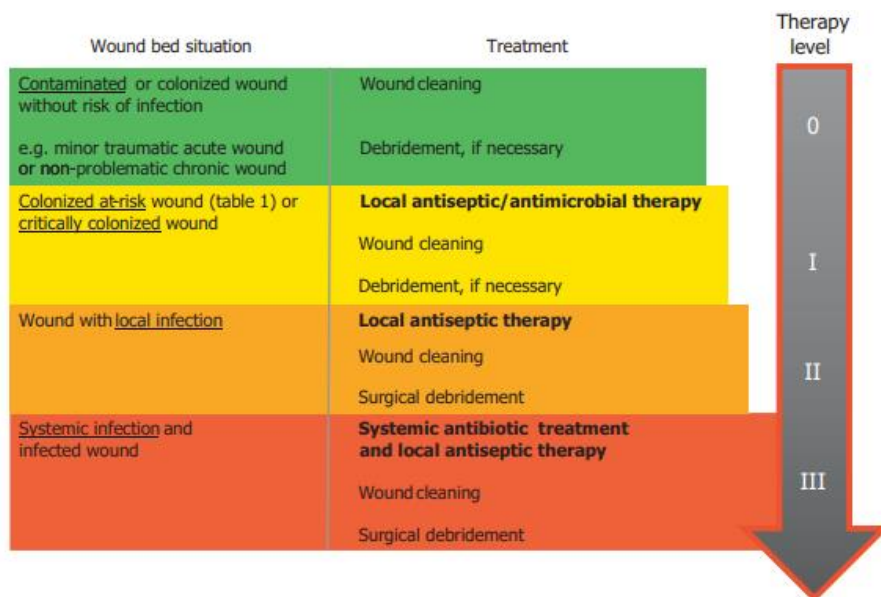 Wound bed situation
Treatment
Therapy
level
Contaminated or colonized wound
without risk of infection
e.g. minor traumatic acute wound
or non-problematic chronic wound
Wound cleaning
Debridement, if necessary
0
Colonized at-risk wound (table 1) or
critically colonized wound
Local antiseptic/antimicrobial therapy
Wound cleaning
Debridement, if necessary
I
Wound with local infection
Local antiseptic therapy
Wound cleaning
Surgical debridement
II
Systemic infection and
infected wound
Systemic antibiotic treatment
and local antiseptic therapy
Wound cleaning
Surgical debridement
III